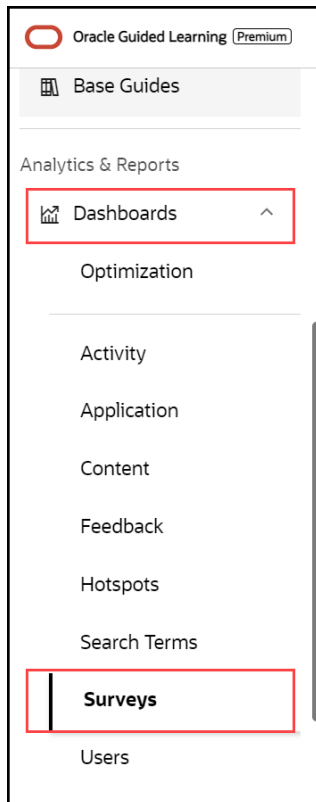 Oracle Guided Learning Premium
Base Guides
Analytics & Reports
Dashboards
Optimization
Activity
Application
Content
Feedback
Hotspots
Search Terms
Surveys
Users